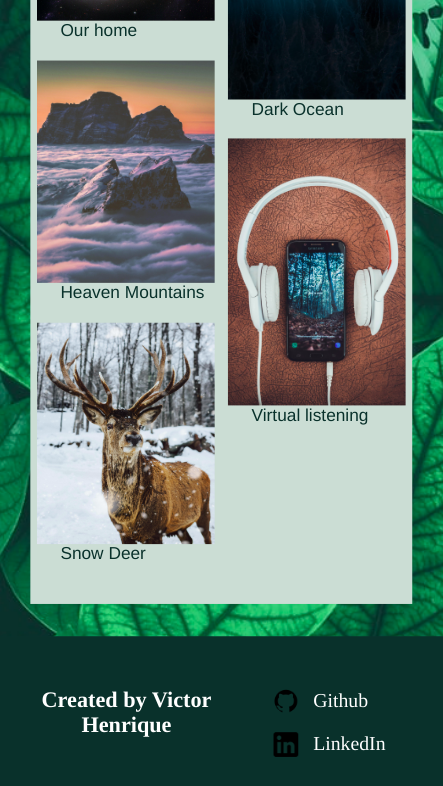 Our home
Dark Ocean
Heaven Mountains
Virtual listening
Snow Deer
Created by Victor
Henrique
Github
LinkedIn